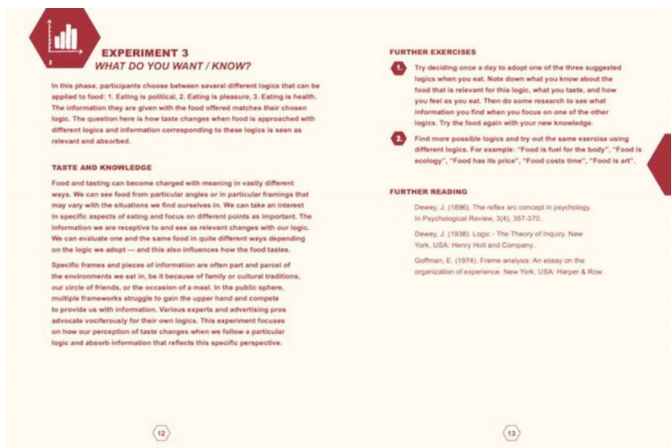 EXPERIMENT 3
WHAT DO YOU WANT / KNOW?
In this phase, participants choose between several different logics that can be
applied to food: 1. Eating is political, 2. Eating is pleasure, 3. Eating is health.
The information they are given with the food offered matches their chosen
logic. The question here is how taste changes when food is approached with
different logics and information corresponding to these logics is seen as
relevant and absorbed.
TASTE AND KNOWLEDGE
Food and tasting can become charged with meaning in vastly different
ways. We can see food from particular angles or in particular framings that
may vary with the situations we find ourselves in. We can take an interest
in specific aspects of eating and focus on different points as important. The
information we are receptive to and see as relevant changes with our logic.
We can evaluate one and the same food in quite different ways depending
on the logic we adopt — and this also influences how the food tastes.
Specific frames and pieces of information are often part and parcel of
the environments we eat in, be it because of family or cultural traditions,
our circle of friends, or the occasion of a meal. In the public sphere,
multiple frameworks struggle to gain the upper hand and compete
to provide us with information. Various experts and advertising pros
advocate vociferously for their own logics. This experiment focuses
on how our perception of taste changes when we follow a particular
logic and absorb information that reflects this specific perspective.
12
FURTHER EXERCISES
1. Try deciding once a day to adopt one of the three suggested
logics when you eat. Note down what you know about the
food that is relevant for this logic, what you taste, and how
you feel as you eat. Then do some research to see what
information you find when you focus on one of the other
logics. Try the food again with your new knowledge.
2. Find more possible logics and try out the same exercise using
different logics. For example: "Food is fuel for the body", "Food is
ecology", "Food has its price", "Food costs time", "Food is art".
FURTHER READING
Dewey, J. (1896). The reflex arc concept in psychology.
In Psychological Review, 3(4), 357-370.
Dewey, J. (1938). Logic - The Theory of Inquiry. New
York, USA: Henry Holt and Company.
Goffman, E. (1974). Frame analysis: An essay on the
organization of experience. New York, USA: Harper & Row.
13